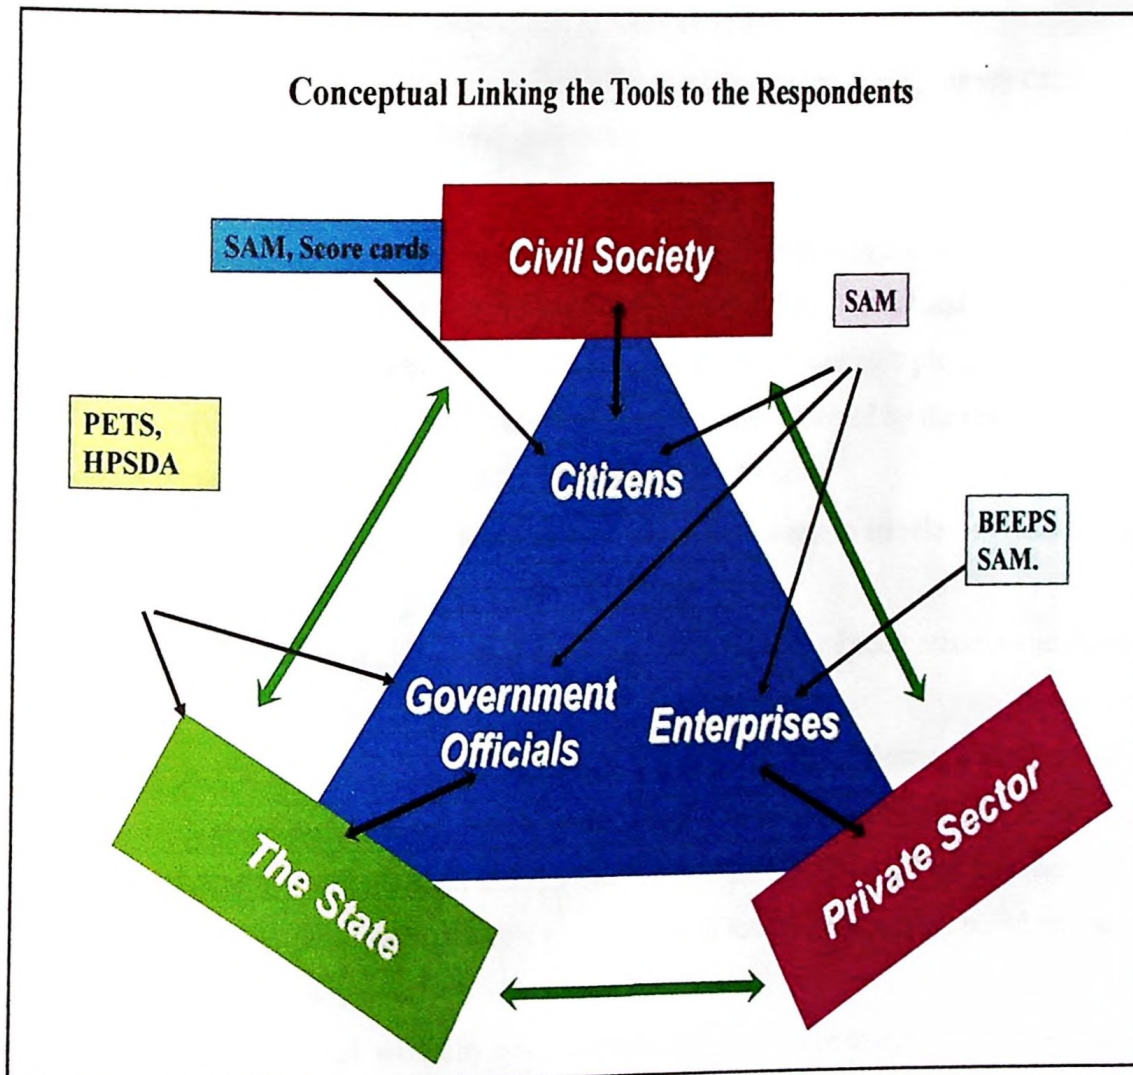 Conceptual Linking the Tools to the Respondents
Civil Society
SAM, Score cards
SAM
PETS,
HPSDA
Citizens
BEEPS
SAM.
Government
Officials
Enterprises
The State
Private Sector